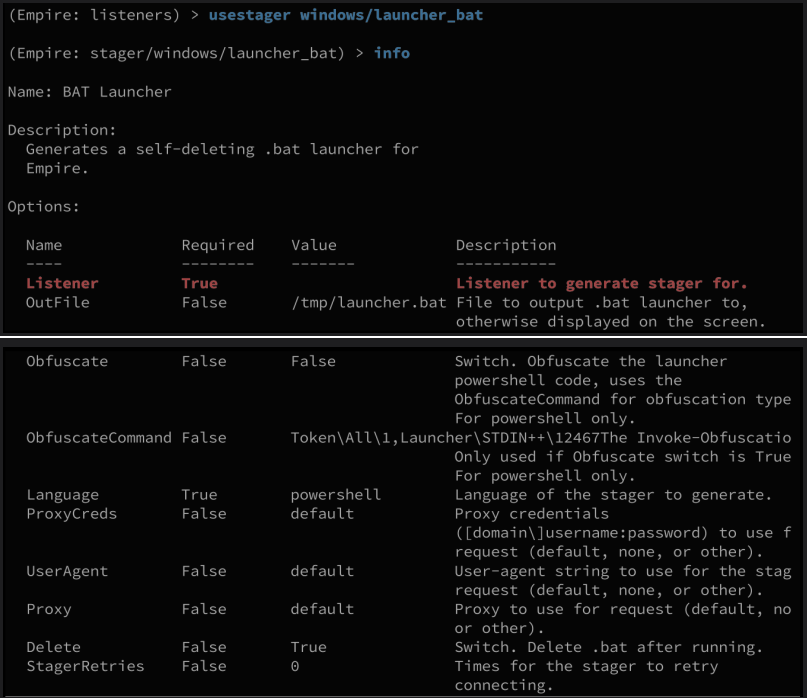 (Empire: listeners) > usestager windows/launcher_bat
(Empire: stager/windows/launcher_bat) > info
Name: BAT Launcher
Description:
Generates a self-deleting .bat launcher for
Empire.
Options:
Name Required Value Description
---- -------- ------- -----------
Listener True Listener to generate stager for.
OutFile False /tmp/launcher.bat File to output .bat launcher to,
otherwise displayed on the screen.
Obfuscate False False Switch. Obfuscate the launcher
powershell code, uses the
ObfuscateCommand for obfuscation type
For powershell only.
ObfuscateCommand False Token\All\1,Launcher\STDIN++\12467The Invoke-Obfuscatio
Only used if Obfuscate switch is True
For powershell only.
Language True powershell Language of the stager to generate.
ProxyCreds False default Proxy credentials
([domain\]username:password) to use f
request (default, none, or other).
UserAgent False default User-agent string to use for the stag
request (default, none, or other).
Proxy False default Proxy to use for request (default, no
or other).
Delete False True Switch. Delete .bat after running.
StagerRetries False 0 Times for the stager to retry
connecting.